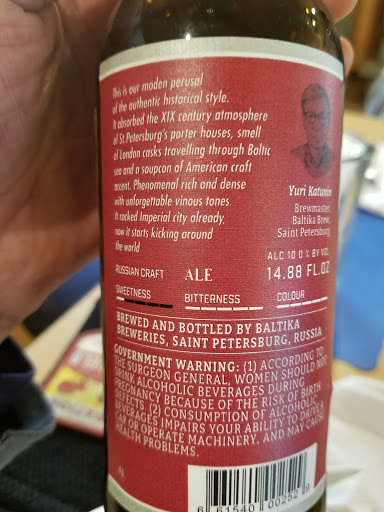 This is our moden perusal
of the authentic historical style.
It absorbed the XIX century atmosphere
of St.Petersburg's porter houses, smell
of London casks travelling through Baltic
sea and a soupcon of American craft
accent. Phenomenal rich and dense
with unforgettable vinous tones
It rocked Imperial city already,
now it starts kicking around
the world
Yuri Katunin
Brewmaster,
Baltika Brew,
Saint Petersburg
ALC 10.0 % BY VOL
14.88 FL.OZ
RUSSIAN CRAFT ALE
SWEETNESS BITTERNESS COLOUR
BREWED AND BOTTLED BY BALTIKA
BREWERIES, SAINT PETERSBURG, RUSSIA
GOVERNMENT WARNING: (1) ACCORDING TO
THE SURGEON GENERAL, WOMEN SHOULD NOT
DRINK ALCOHOLIC BEVERAGES DURING
PREGNANCY BECAUSE OF THE RISK OF BIRTH
DEFECTS. (2) CONSUMPTION OF ALCOHOLIC
BEVERAGES IMPAIRS YOUR ABILITY TO DRIVE A
CAR OR OPERATE MACHINERY, AND MAY CAUSE
HEALTH PROBLEMS.
6 61540 00252 8